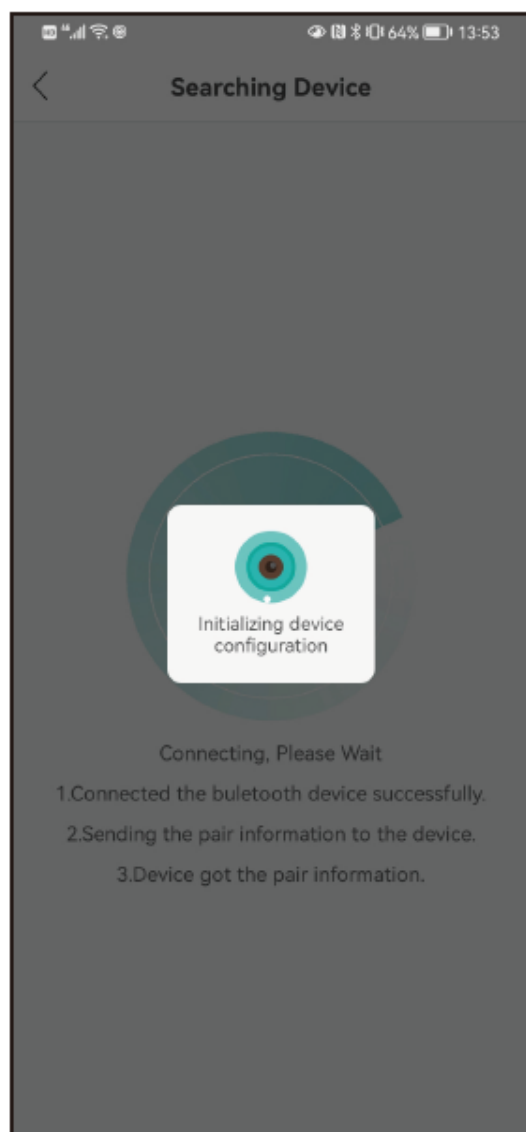 64% 13:53
Searching Device
Initializing device
configuration
Connecting, Please Wait
1.Connected the buletooth device successfully.
2.Sending the pair information to the device.
3.Device got the pair information.